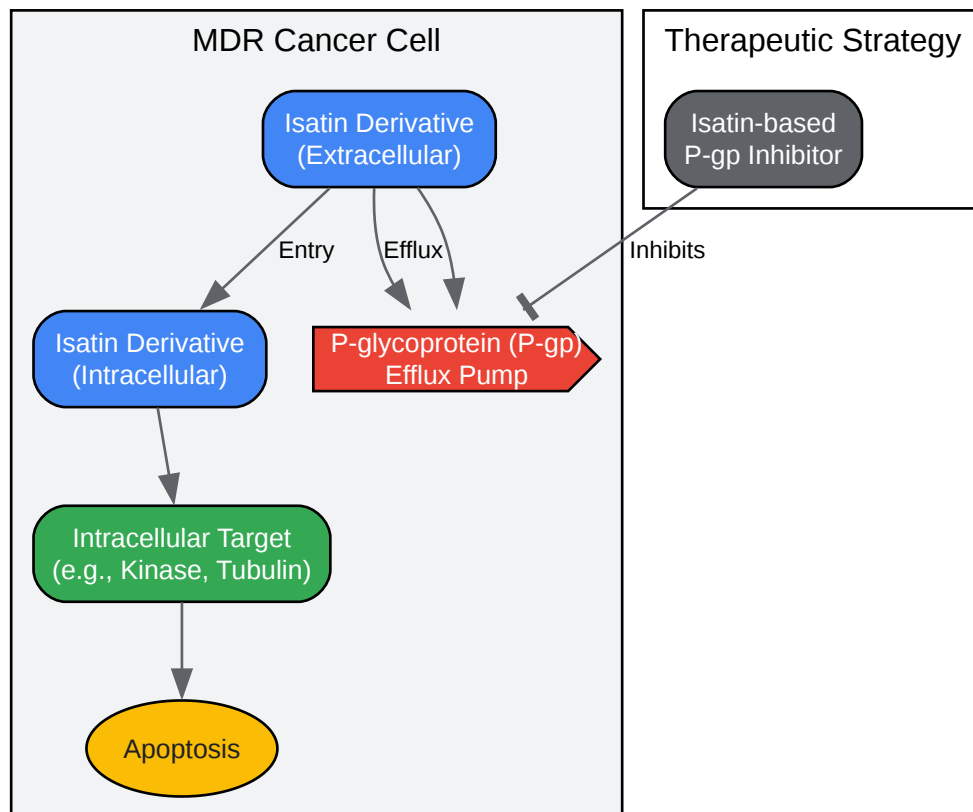 MDR Cancer Cell
Therapeutic Strategy
Isatin Derivative
(Extracellular)
Isatin-based
P-gp Inhibitor
Entry
Efflux
Inhibits
Isatin Derivative
(Intracellular)
P-glycoprotein (P-gp)
Efflux Pump
Intracellular Target
(e.g., Kinase, Tubulin)
Apoptosis